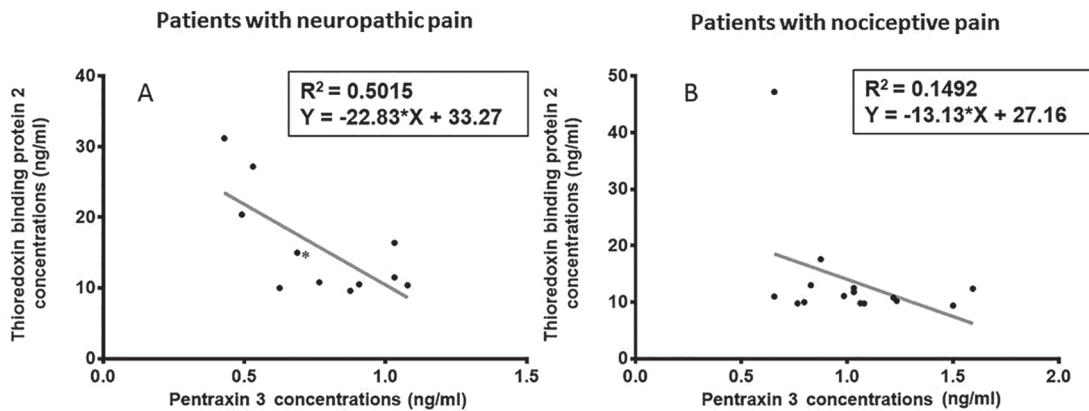 Patients with neuropathic pain
A
R² = 0.5015
Y = -22.83*X + 33.27
Thioredoxin binding protein 2
concentrations (ng/ml)
40
30
20
10
0
*
0.0 0.5 1.0 1.5
Pentraxin 3 concentrations (ng/ml)
Patients with nociceptive pain
B
R² = 0.1492
Y = -13.13*X + 27.16
Thioredoxin binding protein 2
concentrations (ng/ml)
50
40
30
20
10
0
0.0 0.5 1.0 1.5 2.0
Pentraxin 3 concentrations (ng/ml)